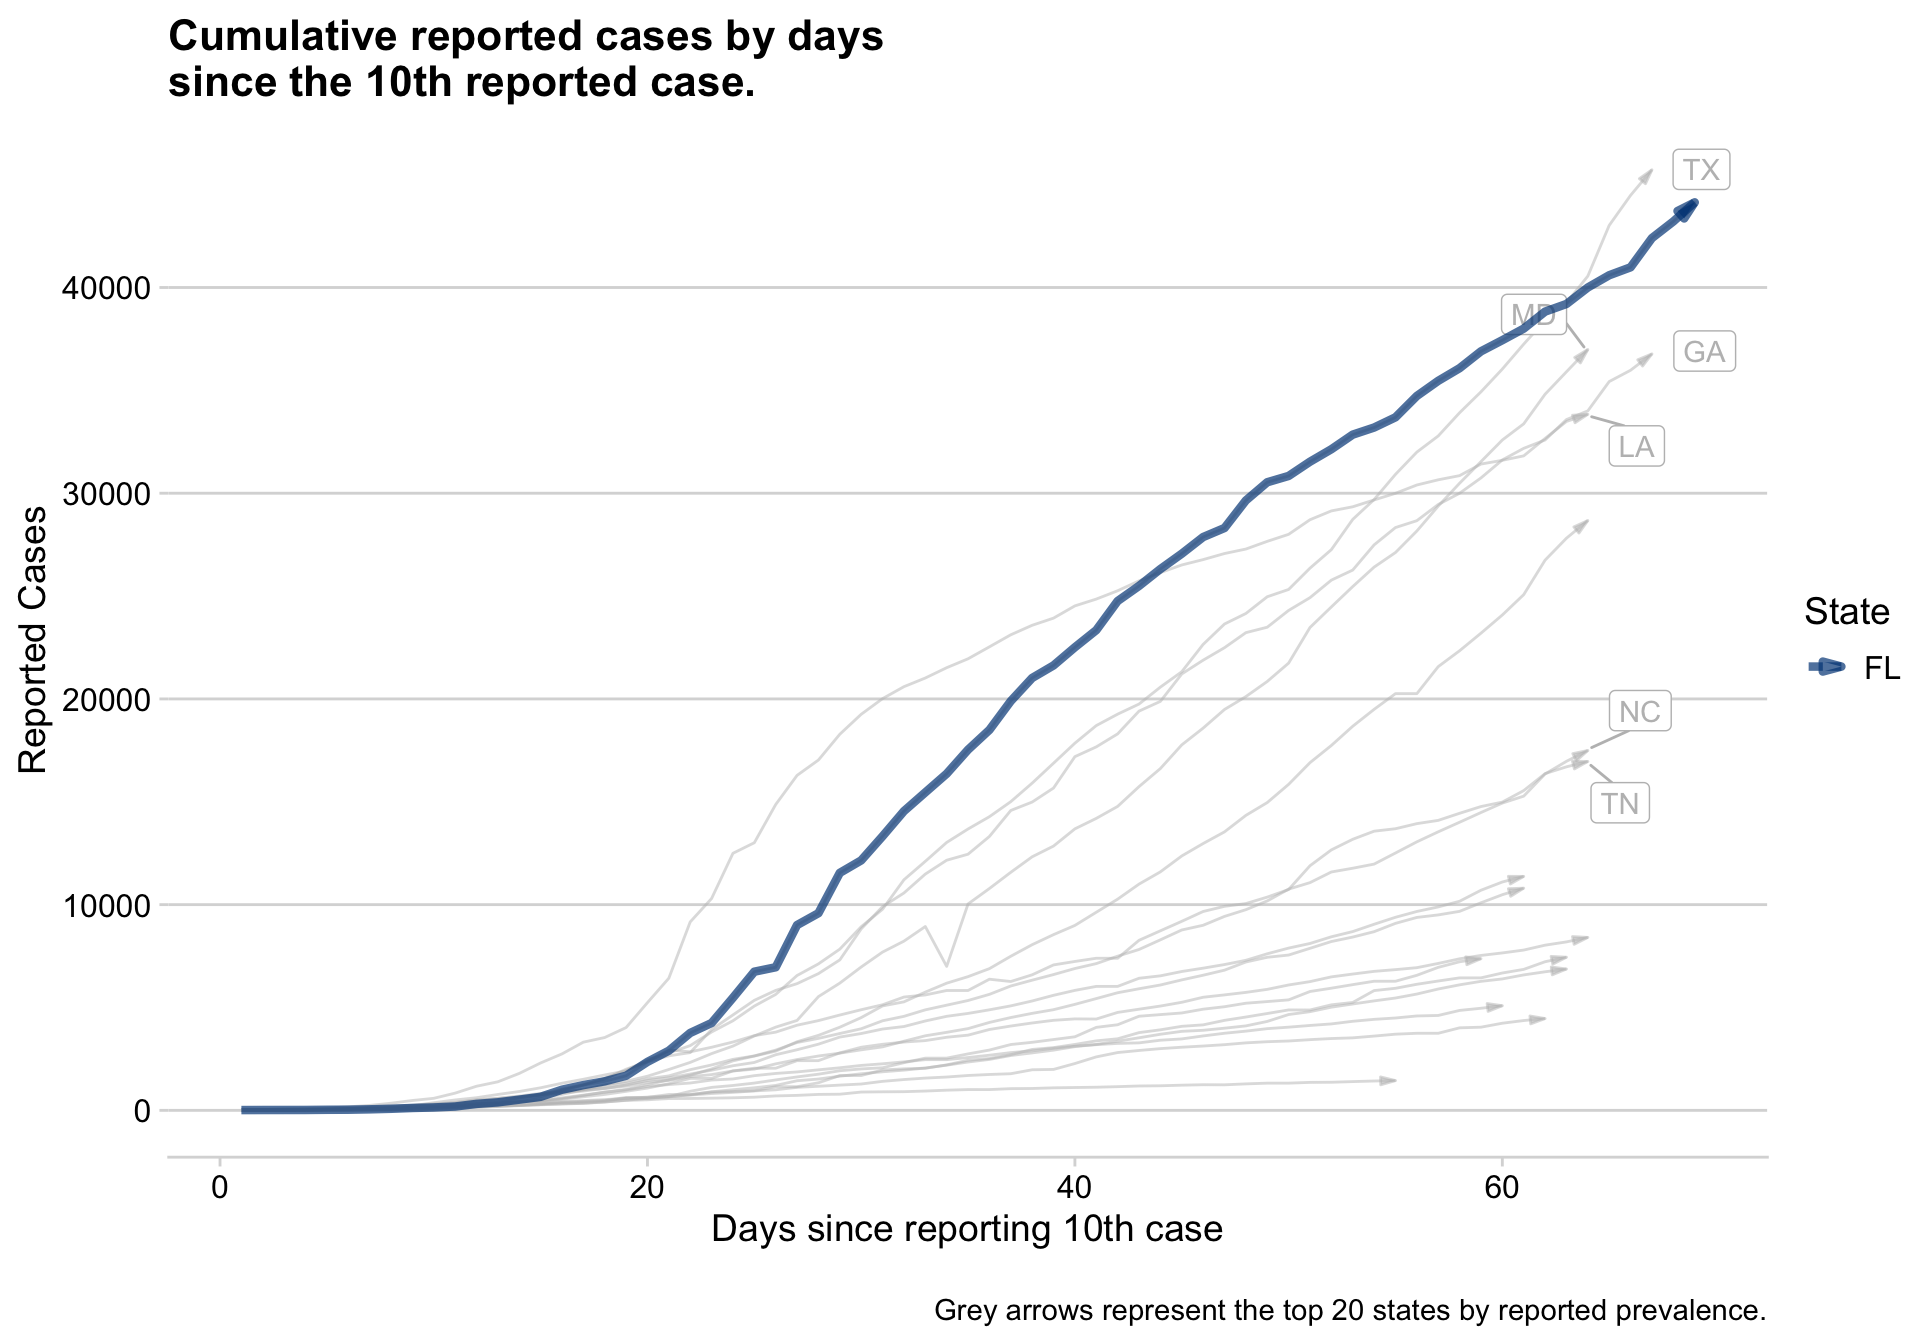 Cumulative reported cases by days
since the 10th reported case.
TX
40000
MD
GA
LA
30000
Reported Cases
State
FL
20000
NC
TN
10000
0
0 20 40 60
Days since reporting 10th case
Grey arrows represent the top 20 states by reported prevalence.